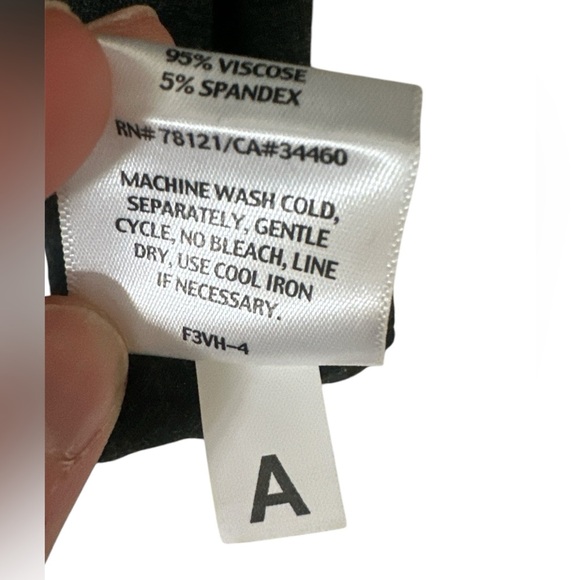 95% VISCOSE
5% SPANDEX
RN# 78121/CA#34460
MACHINE WASH COLD,
SEPARATELY, GENTLE
CYCLE, NO BLEACH, LINE
DRY, USE COOL IRON
IF NECESSARY.
F3VH-4
A